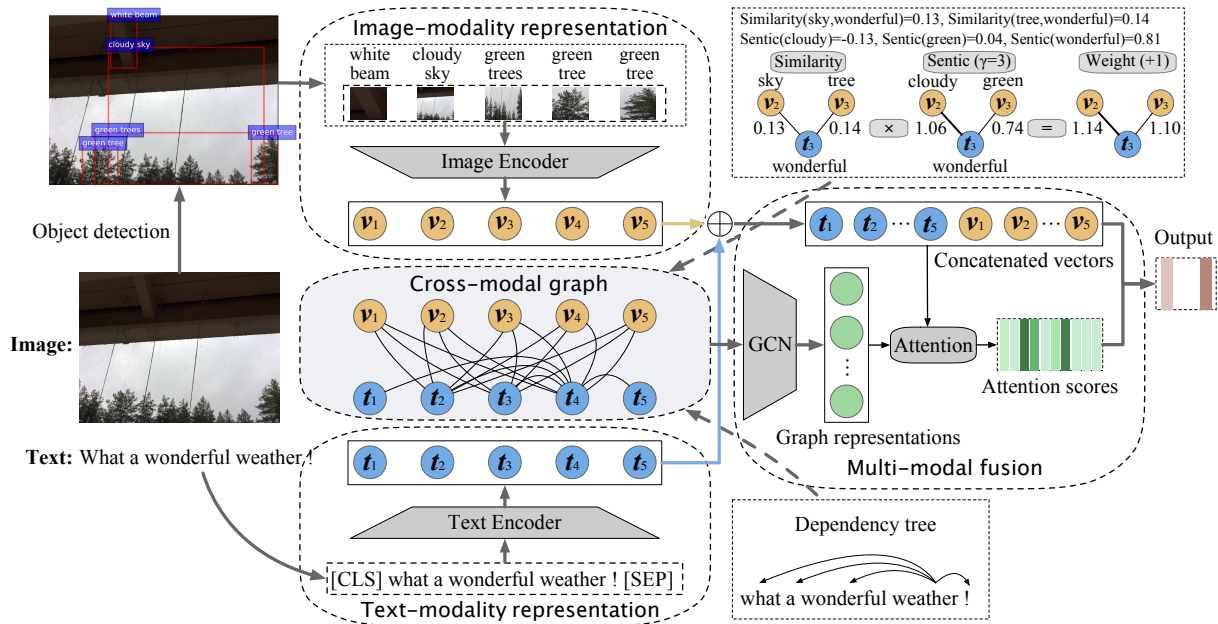 white beam
cloudy sky
green trees
green tree
green tree
Object detection
Image:
Text: What a wonderful weather !
Image-modality representation
white beam
cloudy sky
green trees
green tree
green tree
Image Encoder
v1 v2 v3 v4 v5
Cross-modal graph
v1 v2 v3 v4 v5
t1 t2 t3 t4 t5
t1 t2 t3 t4 t5
Text Encoder
[CLS] what a wonderful weather ! [SEP]
Text-modality representation
Similarity(sky,wonderful)=0.13, Similarity(tree,wonderful)=0.14
Sentic(cloudy)=-0.13, Sentic(green)=0.04, Sentic(wonderful)=0.81
Similarity Sentic (γ=3) Weight (+1)
sky tree cloudy green
v2 v3 v2 v3 v2 v3
0.13 0.14 × 1.06 0.74 = 1.14 1.10
t3 t3 t3
wonderful wonderful
t1 t2 ··· t5 v1 v2 ··· v5
Concatenated vectors
Output
GCN
Attention
Attention scores
Graph representations
Multi-modal fusion
Dependency tree
what a wonderful weather !